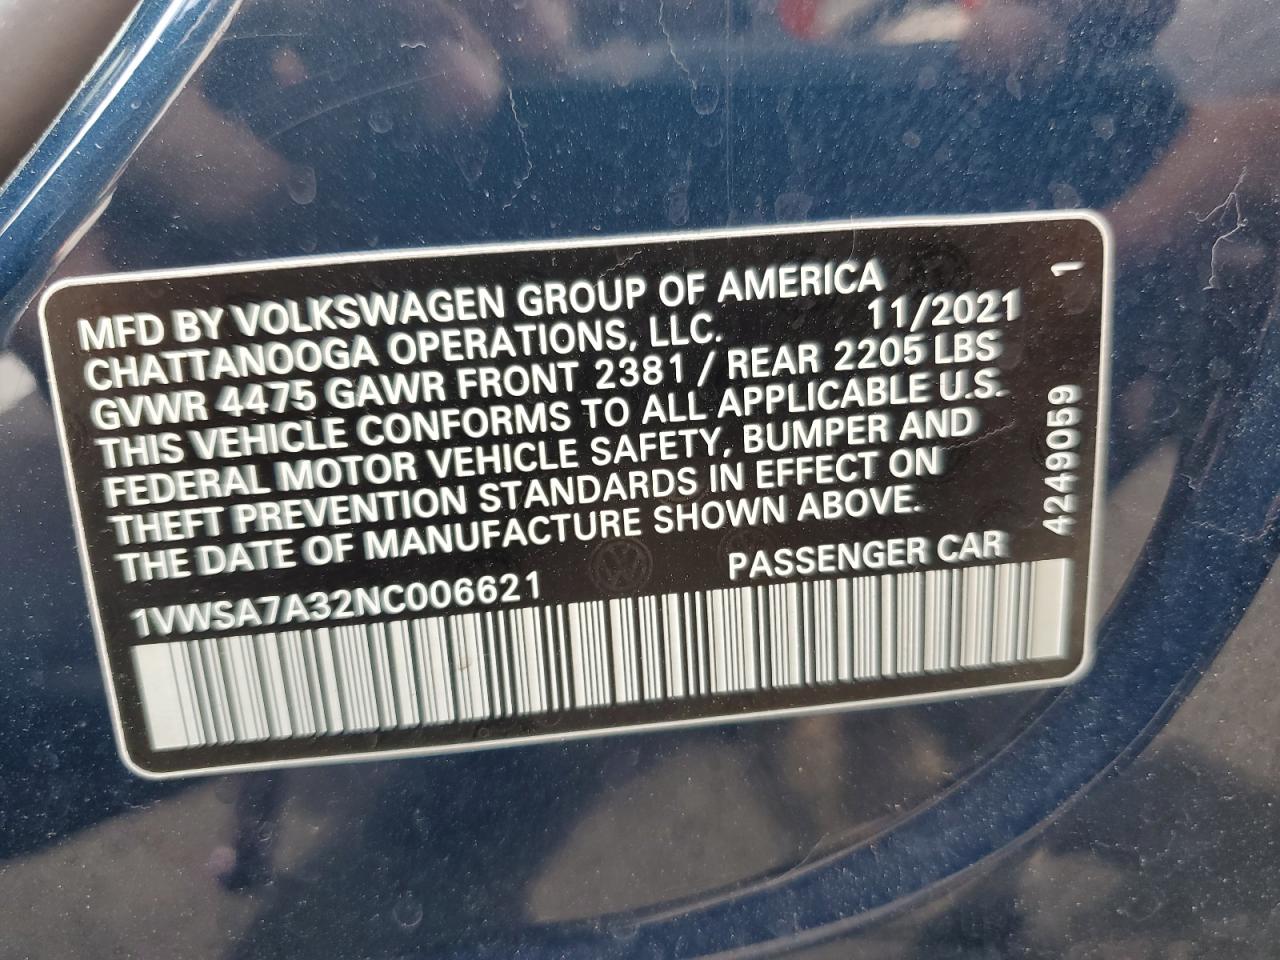 MFD BY VOLKSWAGEN GROUP OF AMERICA
CHATTANOOGA OPERATIONS, LLC. 11/2021
GVWR 4475 GAWR FRONT 2381 / REAR 2205 LBS
THIS VEHICLE CONFORMS TO ALL APPLICABLE U.S.
FEDERAL MOTOR VEHICLE SAFETY, BUMPER AND
THEFT PREVENTION STANDARDS IN EFFECT ON
THE DATE OF MANUFACTURE SHOWN ABOVE.
1VWSA7A32NC006621 PASSENGER CAR
4249059 1